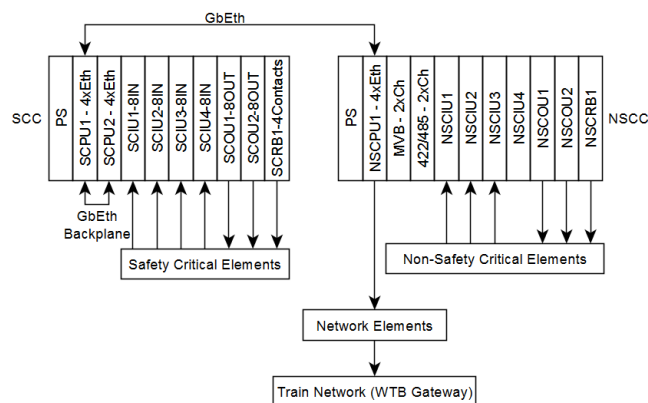 GbEth
SCC
PS
SCPU1 - 4xEth
SCPU2 - 4xEth
SCIU1-8IN
SCIU2-8IN
SCIU3-8IN
SCIU4-8IN
SCOU1-8OUT
SCOU2-8OUT
SCRB1-4Contacts
PS
NSCPU1 - 4xEth
MVB - 2xCh
422/485 - 2xCh
NSCIU1
NSCIU2
NSCIU3
NSCIU4
NSCOU1
NSCOU2
NSCRB1
NSCC
GbEth
Backplane
Safety Critical Elements
Non-Safety Critical Elements
Network Elements
Train Network (WTB Gateway)